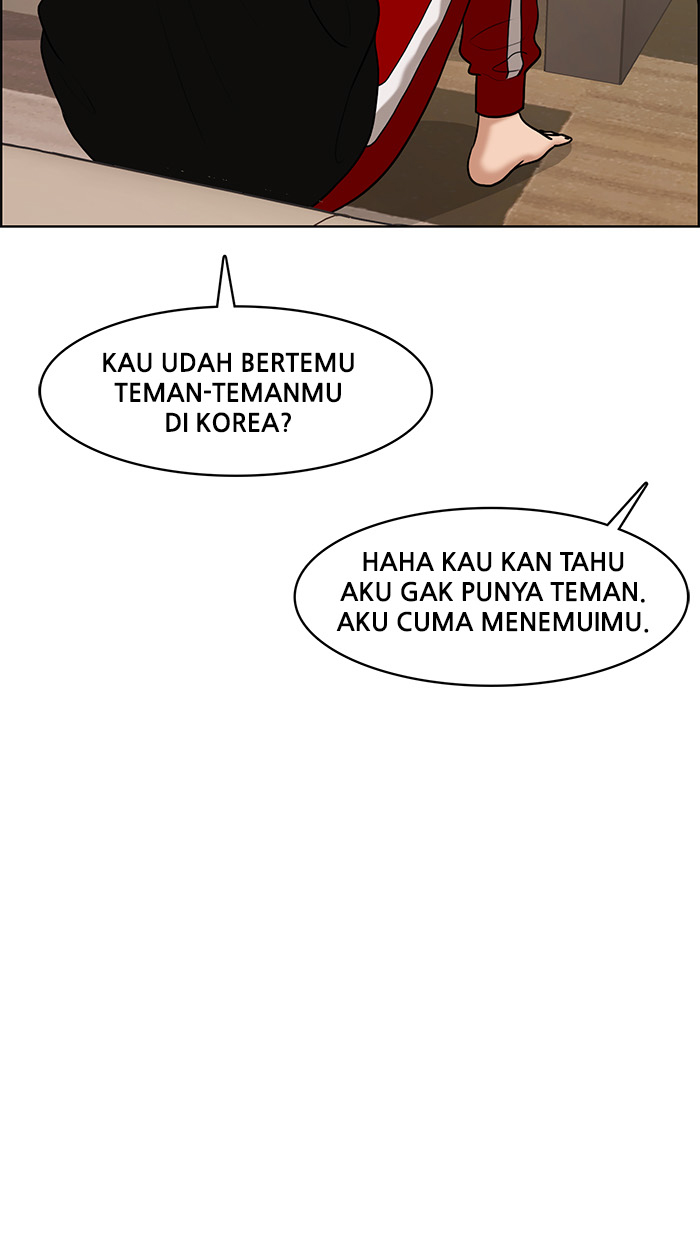 KAU UDAH BERTEMU
TEMAN-TEMANMU
DI KOREA?
HAHA KAU KAN TAHU
AKU GAK PUNYA TEMAN.
AKU CUMA MENEMUIMU.